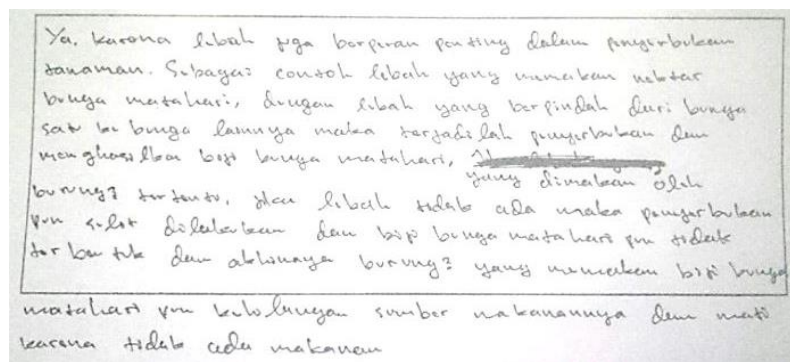 Ya, karena lebah juga berperan penting dalam penyerbukan
tanaman. Sebagai contoh lebah yang memakan nektar
bunga matahari, dengan lebah yang berpindah dari bunga
satu ke bunga lainnya maka terjadilah penyerbukan dan
menghasilkan biji bunga matahari,
yang dimakan oleh
burung2 tertentu, jika lebah tidak ada maka penyerbukan
pun sulit dilakukan dan biji bunga matahari pun tidak
terbentuk dan akhirnya burung2 yang memakan biji bunga
matahari pun kehilangan sumber makanannya dan mati
karena tidak ada makanan